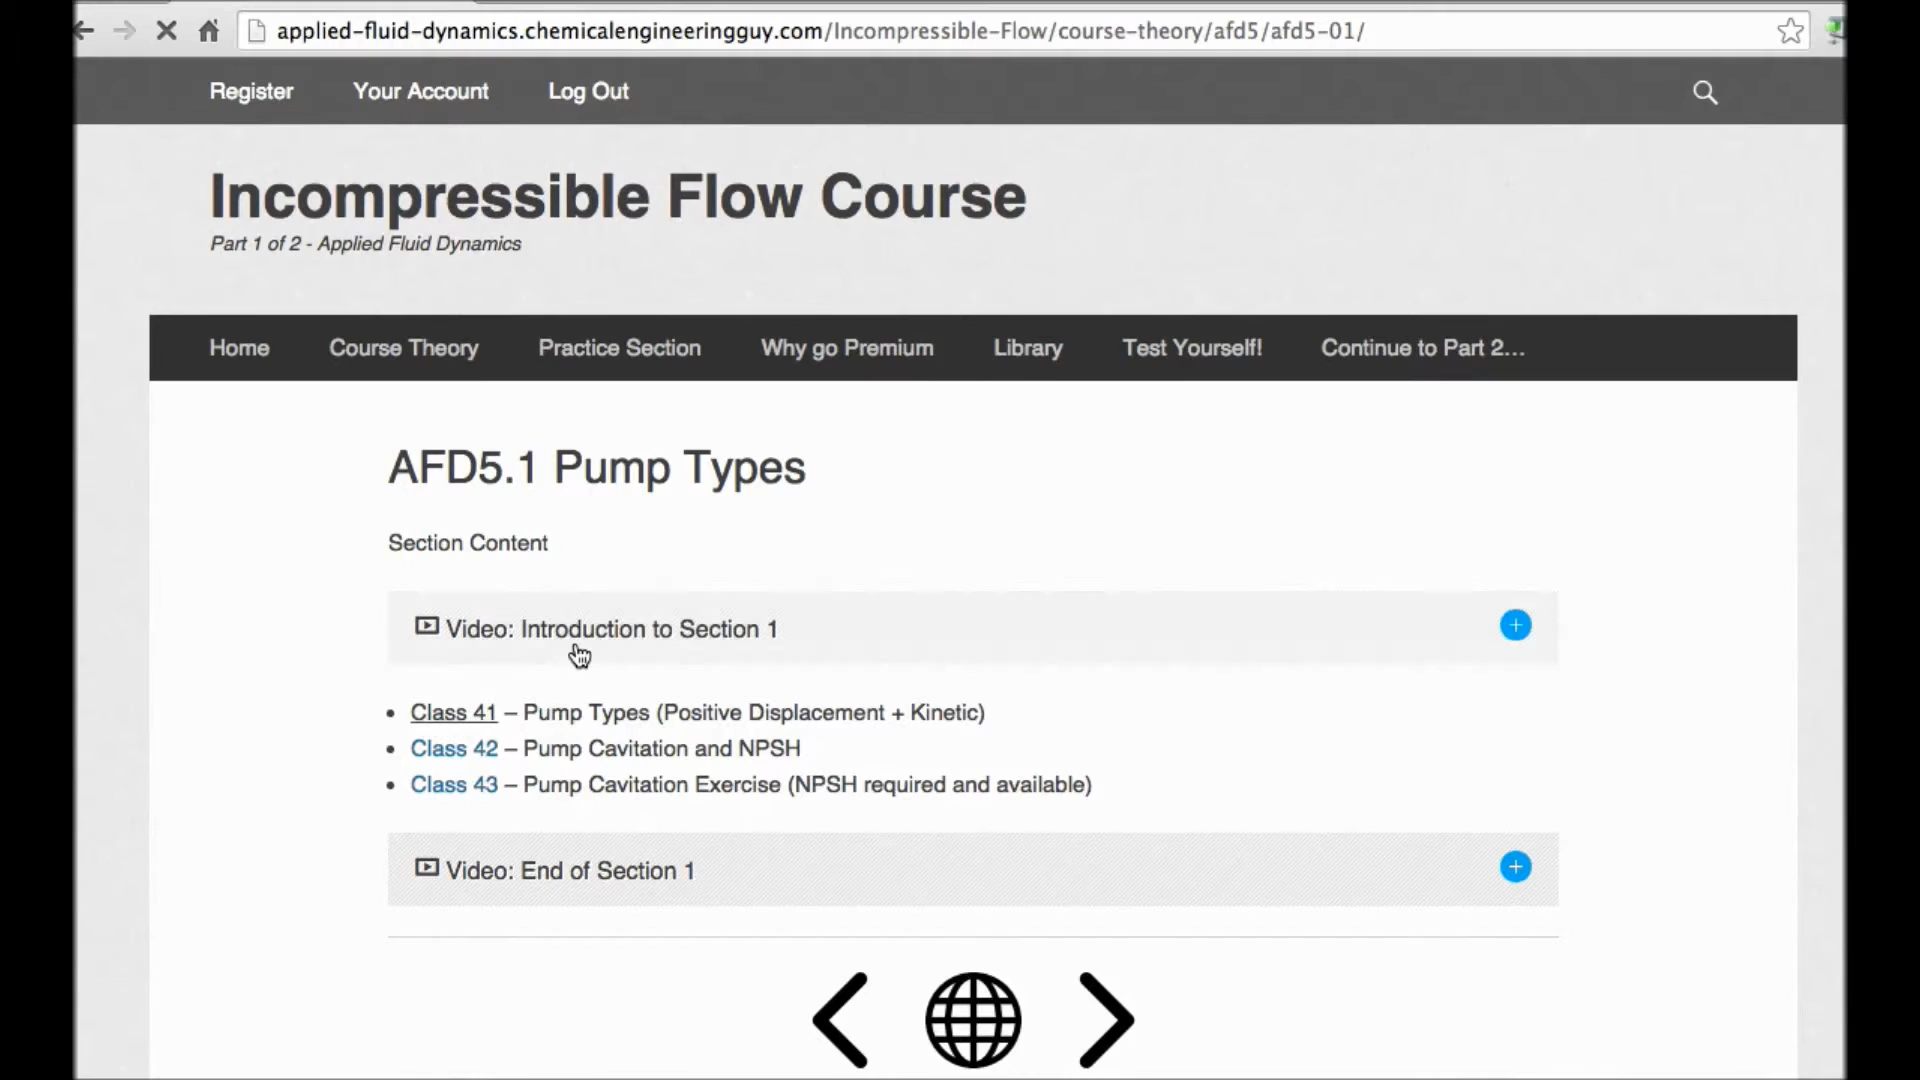 applied-fluid-dynamics.chemicalengineeringguy.com/Incompressible-Flow/course-theory/afd5/afd5-01/
Register Your Account Log Out
Incompressible Flow Course
Part 1 of 2 - Applied Fluid Dynamics
Home Course Theory Practice Section Why go Premium Library Test Yourself! Continue to Part 2...
AFD5.1 Pump Types
Section Content
Video: Introduction to Section 1
• Class 41 – Pump Types (Positive Displacement + Kinetic)
• Class 42 – Pump Cavitation and NPSH
• Class 43 – Pump Cavitation Exercise (NPSH required and available)
Video: End of Section 1